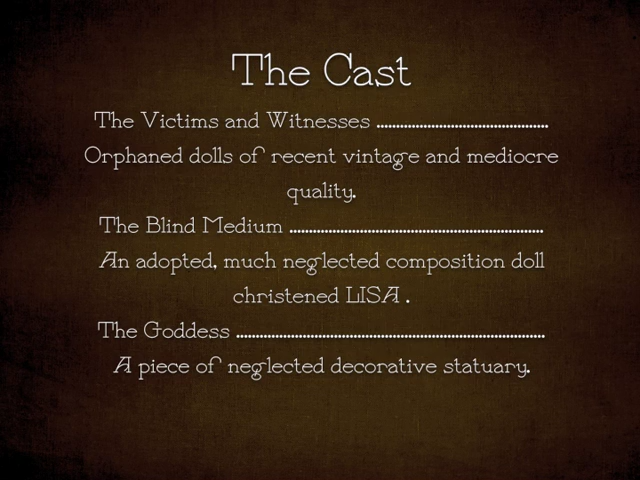 The Cast
The Victims and Witnesses ............................................
Orphaned dolls of recent vintage and mediocre
quality.
The Blind Medium .................................................................
An adopted, much neglected composition doll
christened LISA .
The Goddess ...............................................................................
A piece of neglected decorative statuary.